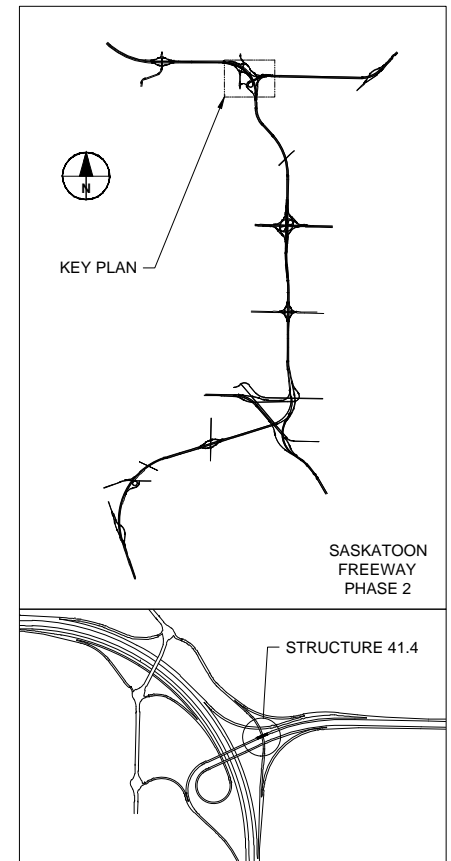 N
KEY PLAN
SASKATOON
FREEWAY
PHASE 2
STRUCTURE 41.4